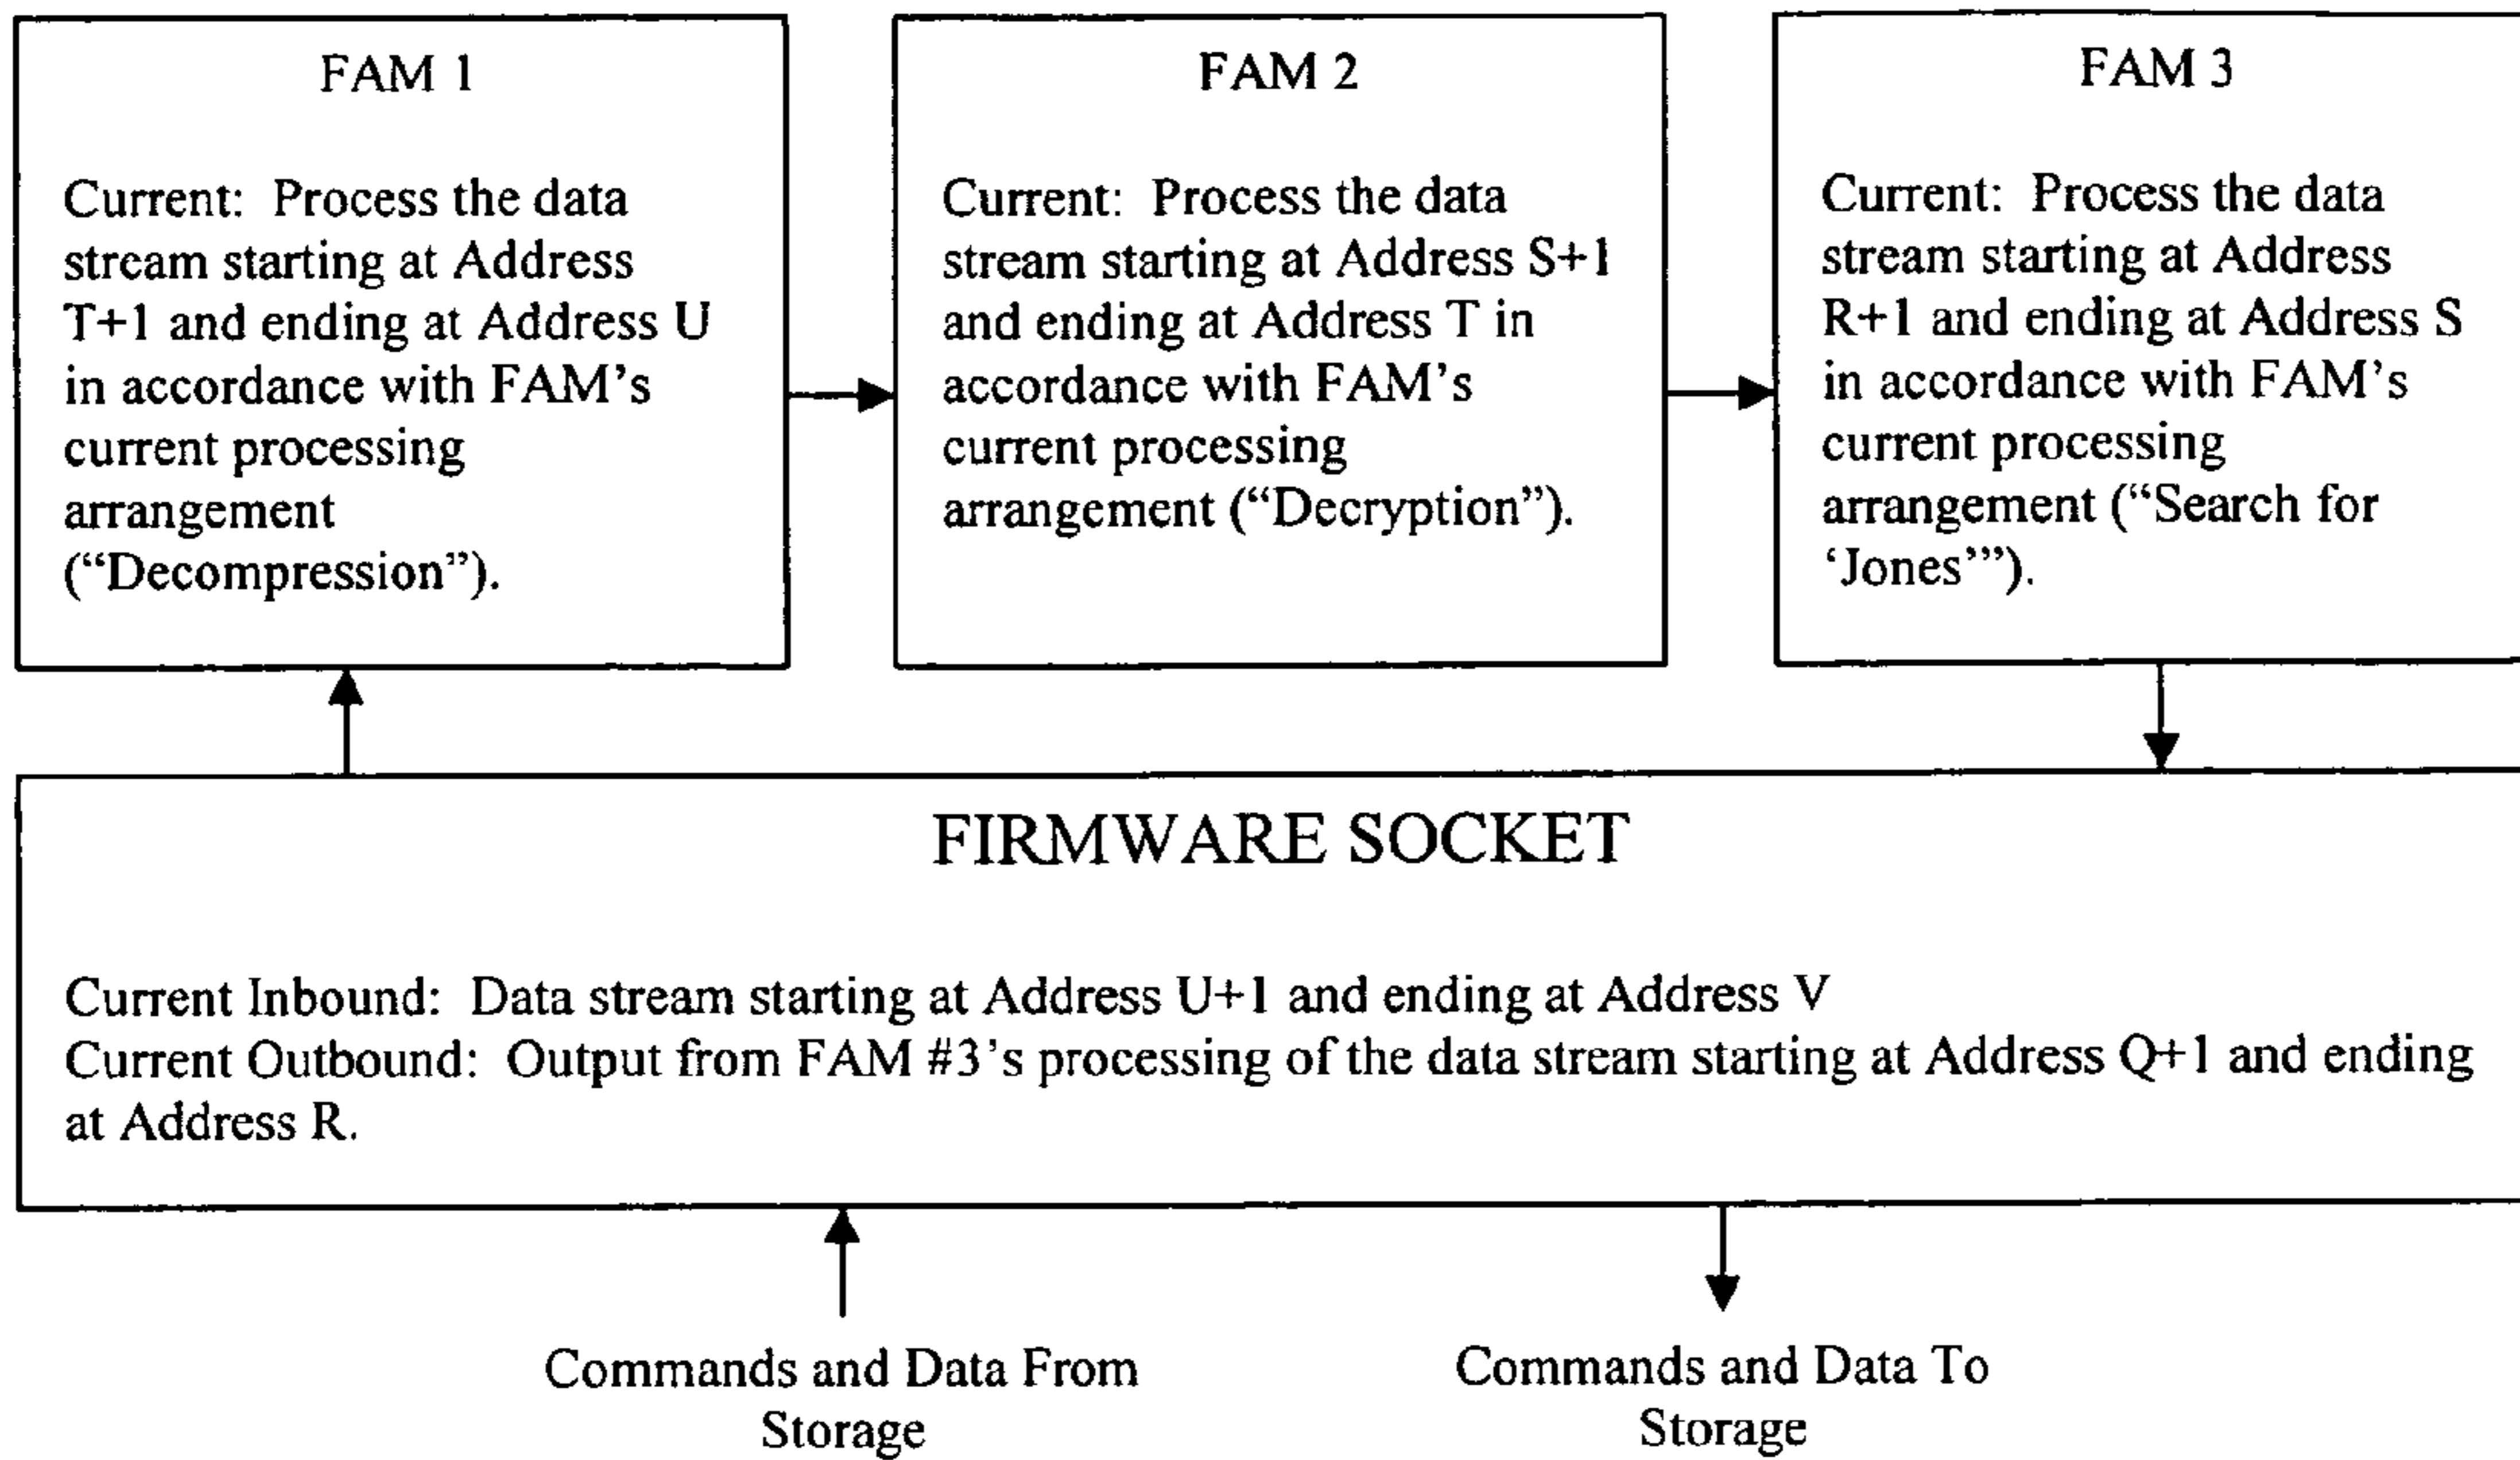 FAM 1
Current: Process the data
stream starting at Address
T+1 and ending at Address U
in accordance with FAM's
current processing
arrangement
(“Decompression”).
FAM 2
Current: Process the data
stream starting at Address S+1
and ending at Address T in
accordance with FAM's
current processing
arrangement (“Decryption”).
FAM 3
Current: Process the data
stream starting at Address
R+1 and ending at Address S
in accordance with FAM's
current processing
arrangement (“Search for
‘Jones’”).
FIRMWARE SOCKET
Current Inbound: Data stream starting at Address U+1 and ending at Address V
Current Outbound: Output from FAM #3's processing of the data stream starting at Address Q+1 and ending
at Address R.
Commands and Data From
Storage
Commands and Data To
Storage